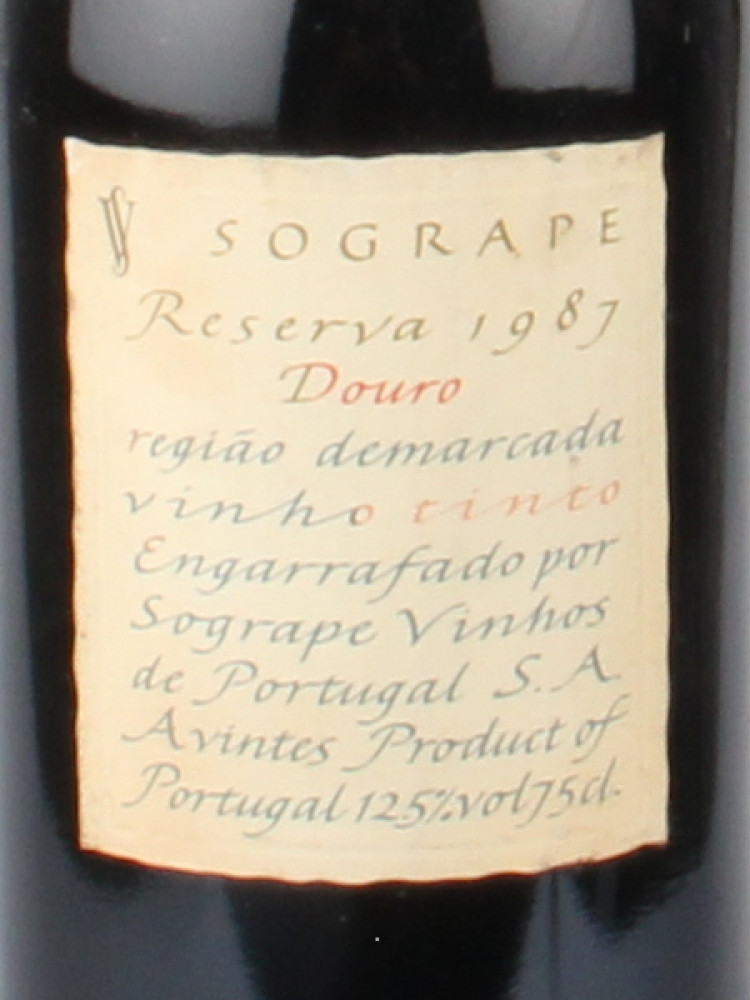 SOGRAPE
Reserva 1987
Douro
região demarcada
vinho tinto
Engarrafado por
Sogrape Vinhos
de Portugal S.A
Avintes Product of
Portugal 12.5%vol 75cl.